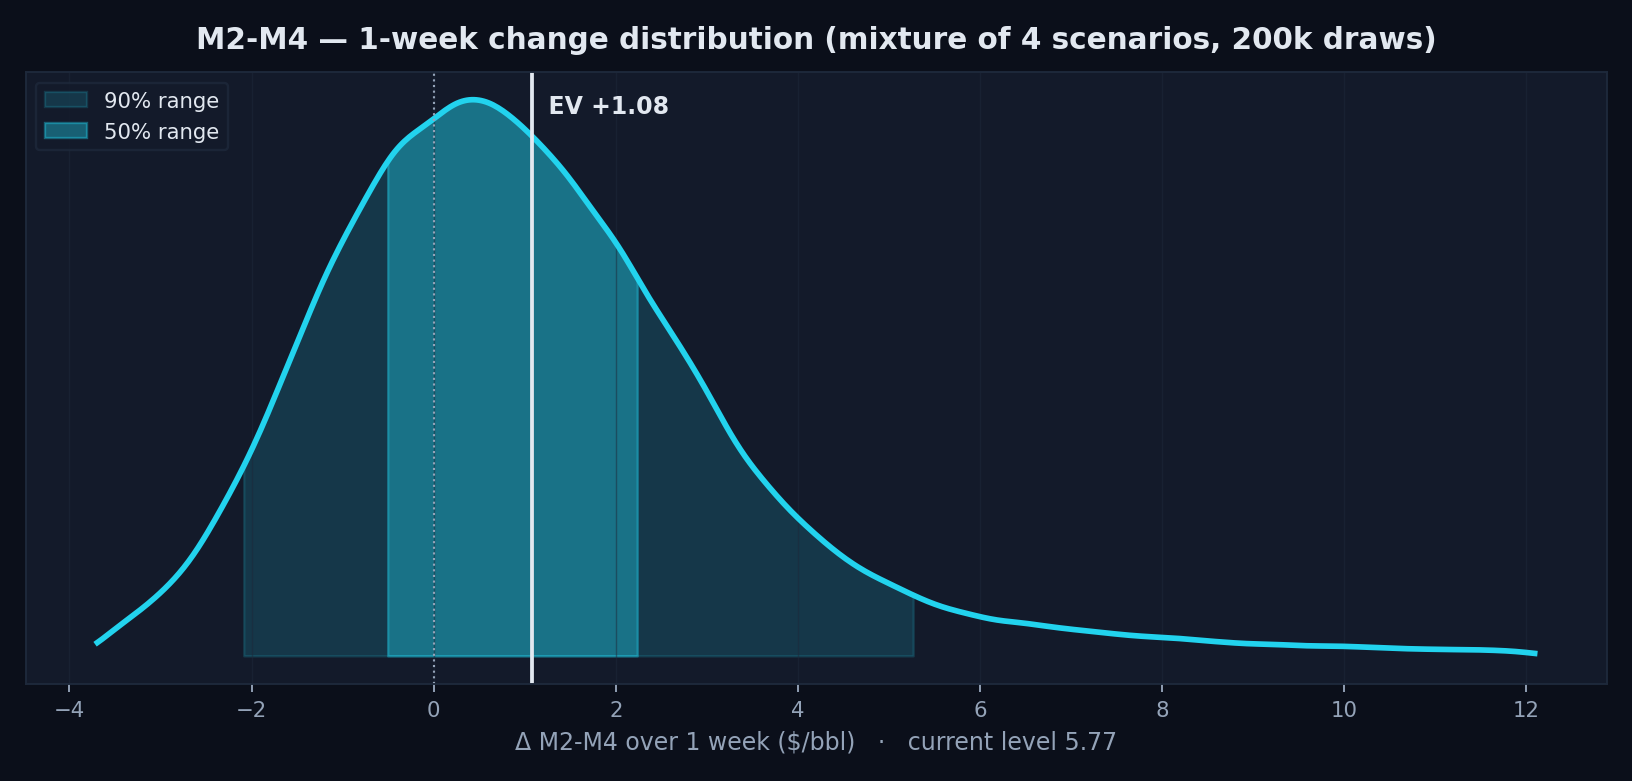 M2-M4 — 1-week change distribution (mixture of 4 scenarios, 200k draws)
90% range
50% range
EV +1.08
−4 −2 0 2 4 6 8 10 12
Δ M2-M4 over 1 week ($/bbl) · current level 5.77